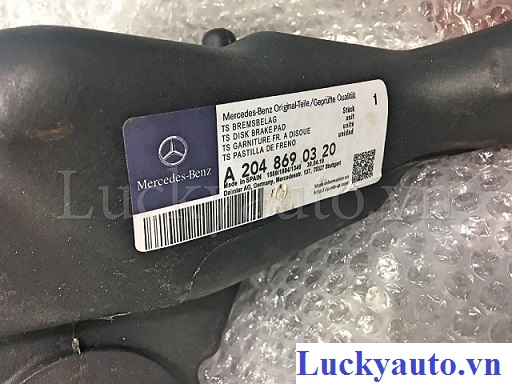 Mercedes-Benz Original-Teile/Geprüfte Qualität
TS BREMSBELAG
TS DISK BRAKE PAD
TS GARNITURE FR. A DISQUE
TS PASTILLA DE FRENO
Stück
unit
unité
unidad
1
A 204 869 03 20
Made in SPAIN
Daimler AG, Germany, Mercedesstr. 137, 70327 Stuttgart
Mercedes-Benz
Luckyauto.vn
Luckyauto.vn